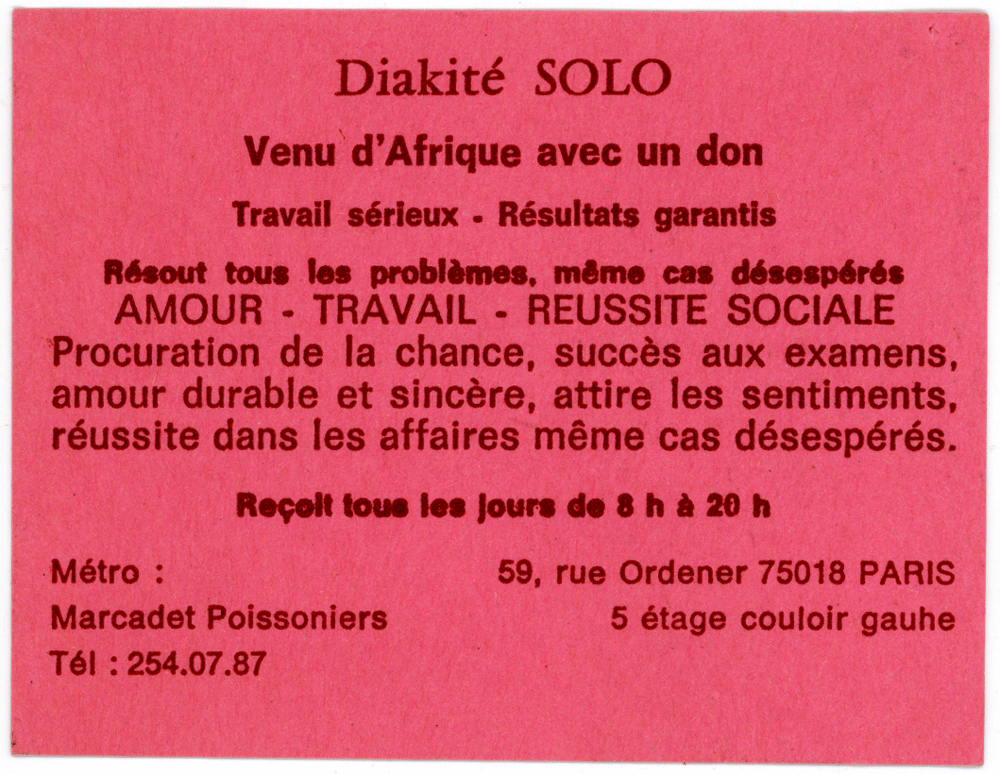 Diakité SOLO
Venu d'Afrique avec un don
Travail sérieux - Résultats garantis
Résout tous les problèmes, même cas désespérés
AMOUR - TRAVAIL - REUSSITE SOCIALE
Procuration de la chance, succès aux examens,
amour durable et sincère, attire les sentiments,
réussite dans les affaires même cas désespérés.
Reçoit tous les jours de 8 h à 20 h
Métro :
Marcadet Poissoniers
Tél : 254.07.87
59, rue Ordener 75018 PARIS
5 étage couloir gauhe